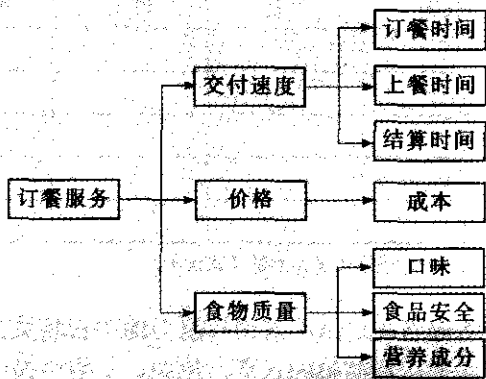 订餐时间
交付速度
上餐时间
结算时间
订餐服务
价格
成本
口味
食物质量
食品安全
营养成分